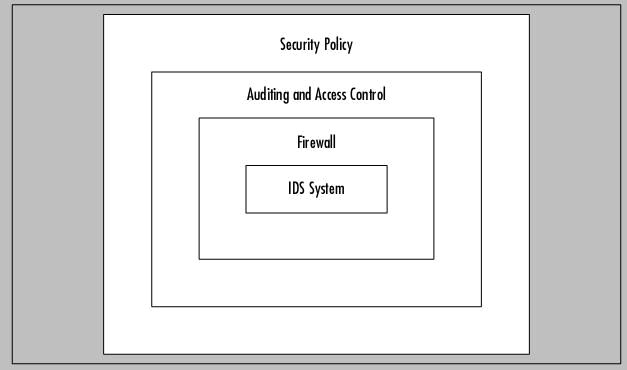 Security Policy
Auditing and Access Control
Firewall
IDS System